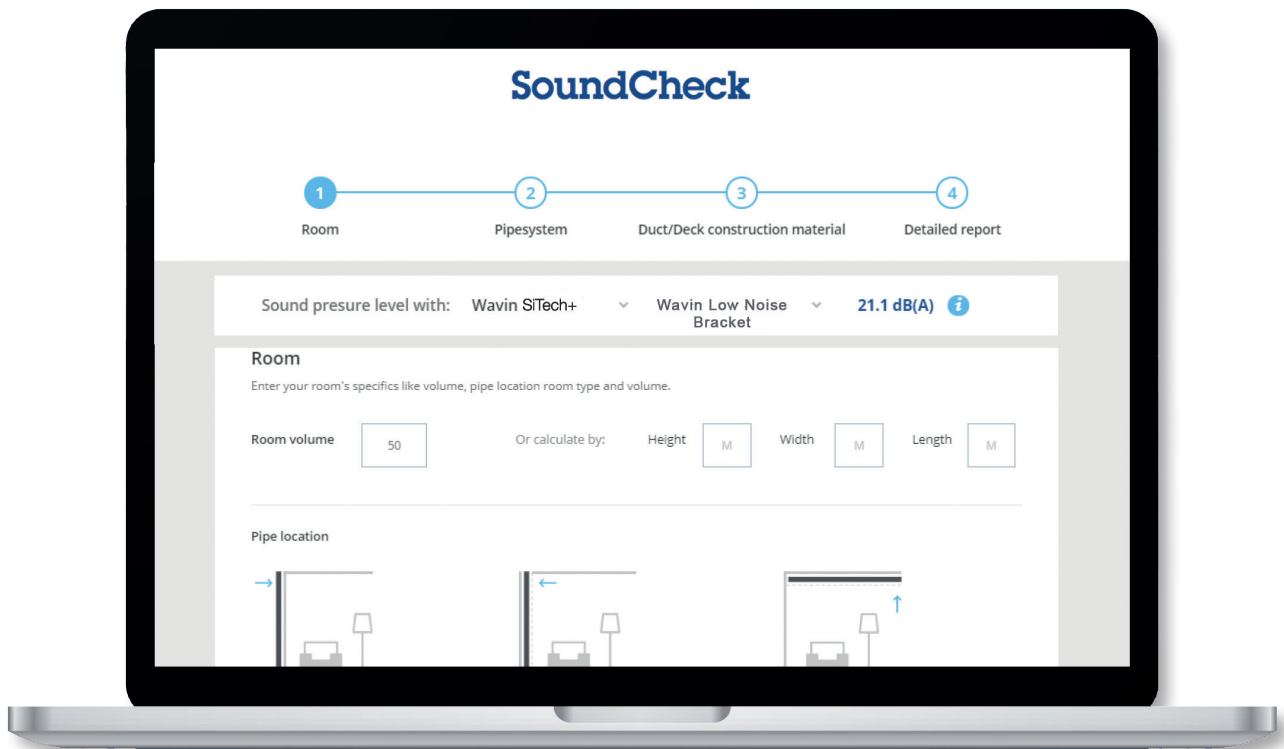 SoundCheck
1 2 3 4
Room Pipesystem Duct/Deck construction material Detailed report
Sound presure level with: Wavin SiTech+ Wavin Low Noise 21.1 dB(A) i
Bracket
Room
Enter your room's specifics like volume, pipe location room type and volume.
Room volume 50 Or calculate by: Height M Width M Length M
Pipe location